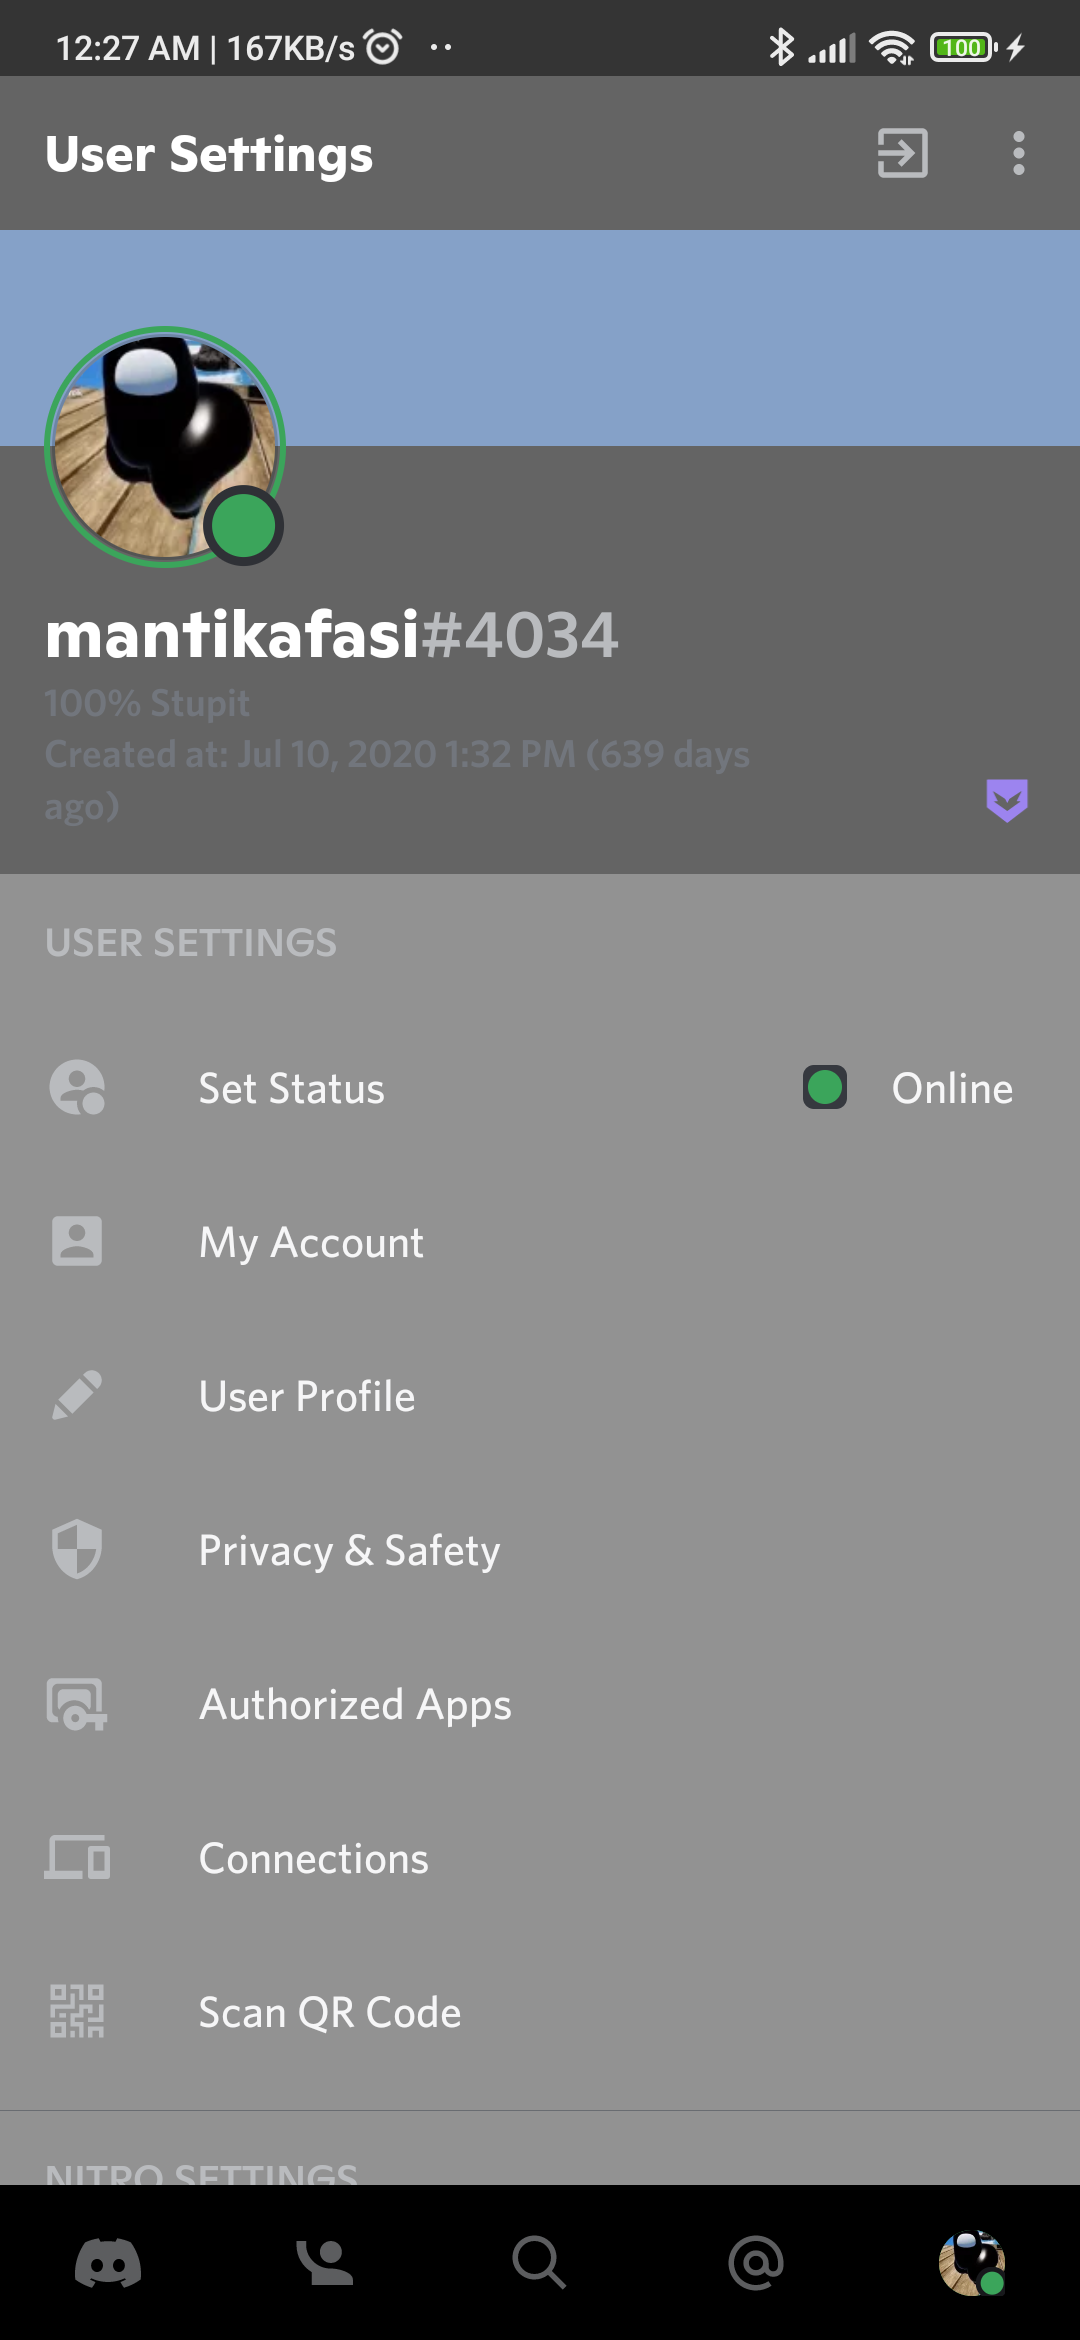 12:27 AM | 167KB/s
100
User Settings
mantikafasi#4034
100% Stupit
Created at: Jul 10, 2020 1:32 PM (639 days
ago)
USER SETTINGS
Set Status
Online
My Account
User Profile
Privacy & Safety
Authorized Apps
Connections
Scan QR Code
NITRO SETTINGS